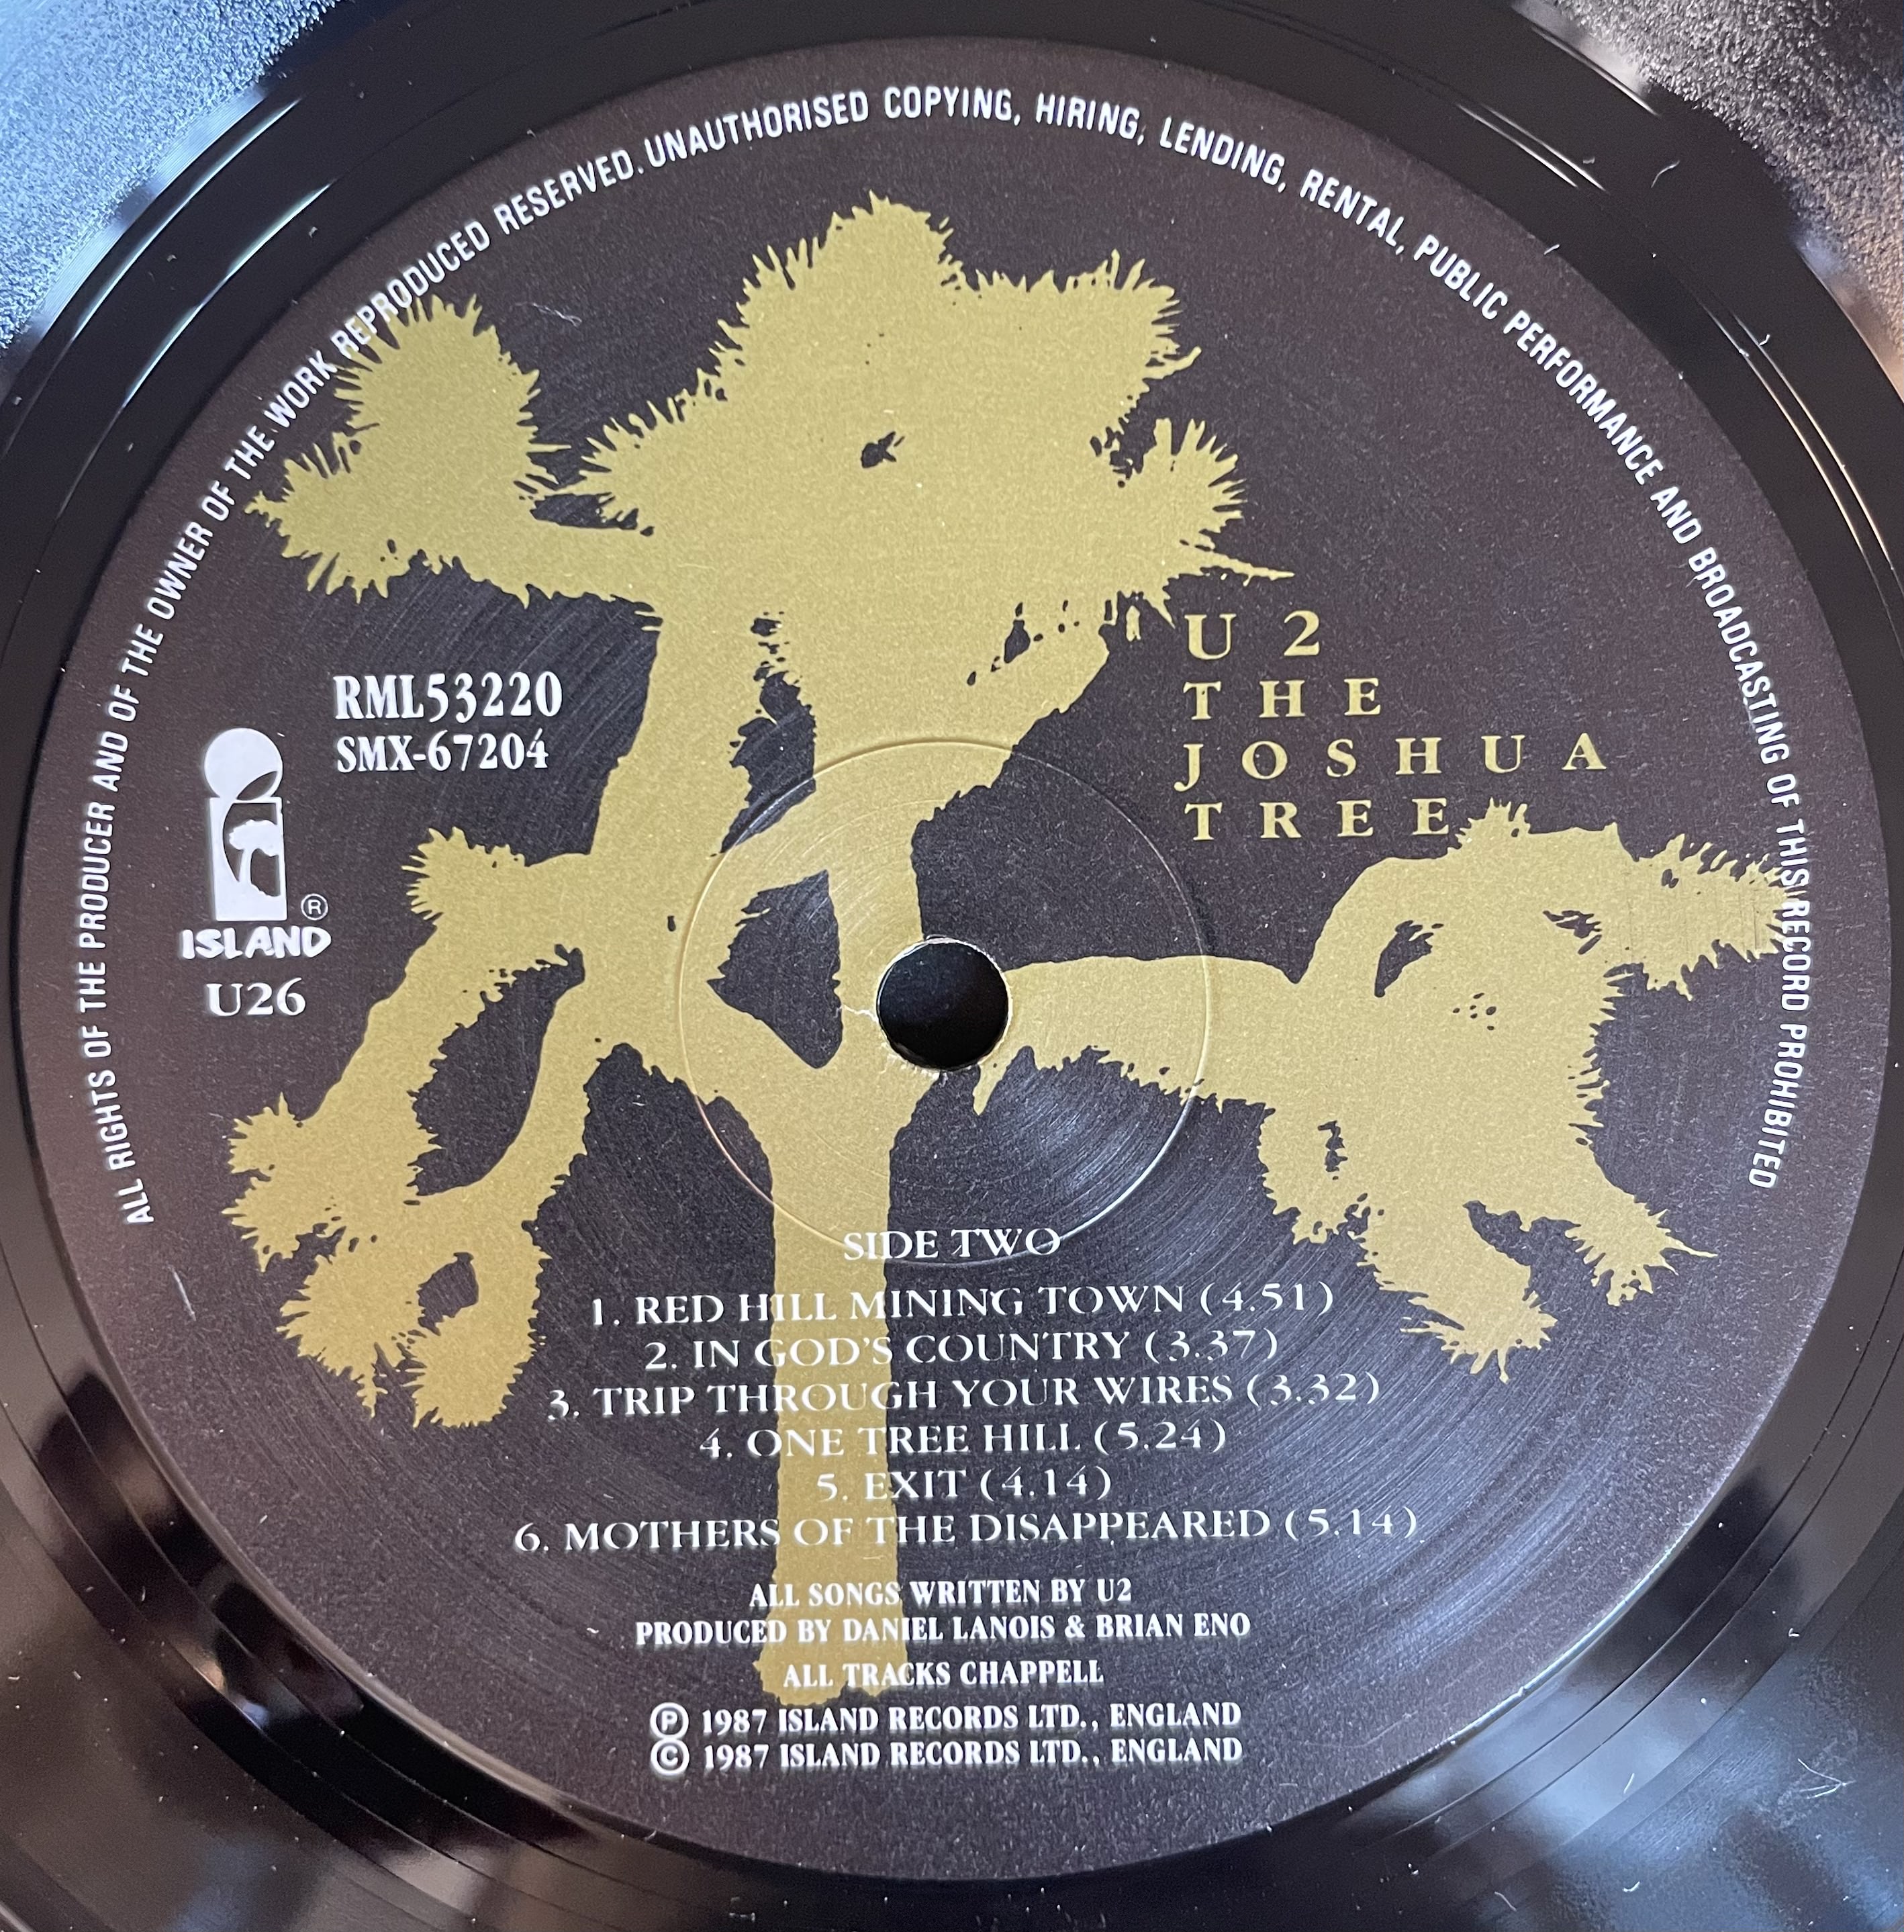 ALL RIGHTS OF THE PRODUCER AND OF THE OWNER OF THE WORK REPRODUCED RESERVED. UNAUTHORISED COPYING, HIRING, LENDING, RENTAL, PUBLIC PERFORMANCE AND BROADCASTING OF THIS RECORD PROHIBITED
U2
THE
JOSHUA
TREE
RML53220
SMX-67204
ISLAND ®
U26
SIDE TWO
1. RED HILL MINING TOWN (4.51)
2. IN GOD'S COUNTRY (3.37)
3. TRIP THROUGH YOUR WIRES (3.32)
4. ONE TREE HILL (5.24)
5. EXIT (4.14)
6. MOTHERS OF THE DISAPPEARED (5.14)
ALL SONGS WRITTEN BY U2
PRODUCED BY DANIEL LANOIS & BRIAN ENO
ALL TRACKS CHAPPELL
℗ 1987 ISLAND RECORDS LTD., ENGLAND
© 1987 ISLAND RECORDS LTD., ENGLAND